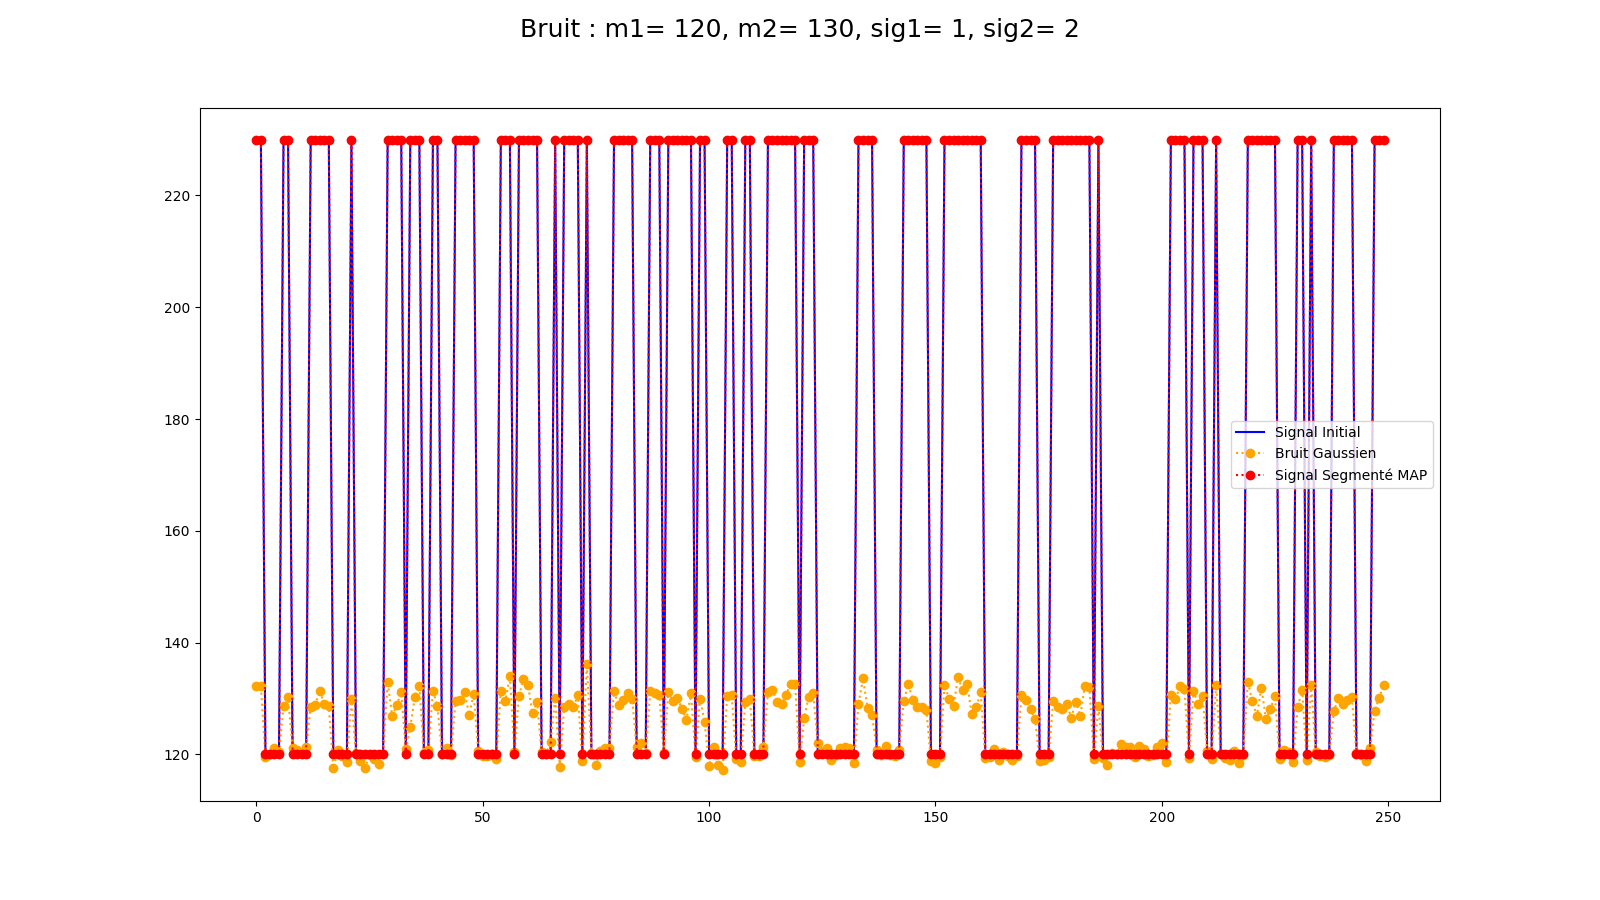 Bruit : m1= 120, m2= 130, sig1= 1, sig2= 2
220
200
180
160
140
120
Signal Initial
Bruit Gaussien
Signal Segmenté MAP
0 50 100 150 200 250